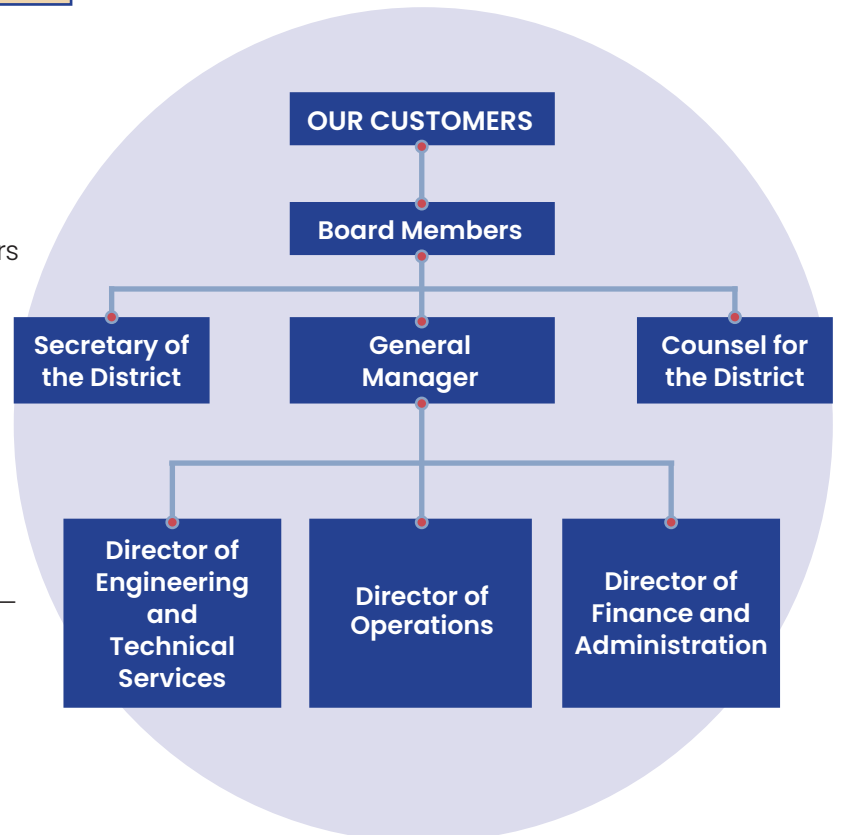 OUR CUSTOMERS
Board Members
rs
Secretary of
the District
General
Manager
Counsel for
the District
Director of
Engineering
and
Technical
Services
Director of
Operations
Director of
Finance and
Administration
—